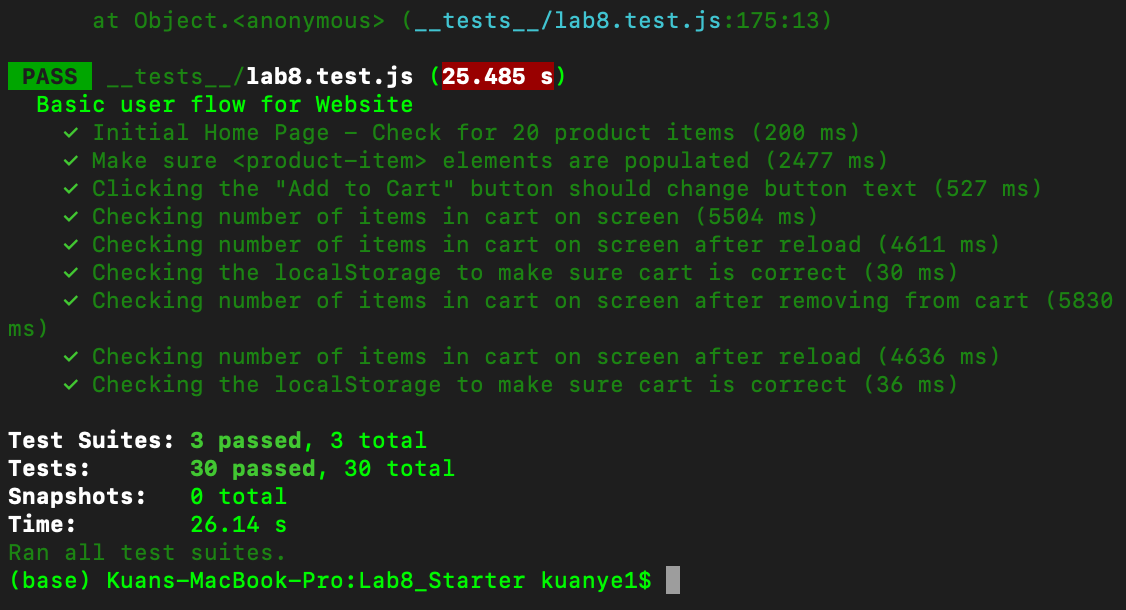 at Object.<anonymous> (__tests__/lab8.test.js:175:13)
PASS __tests__/lab8.test.js (25.485 s)
Basic user flow for Website
✓ Initial Home Page - Check for 20 product items (200 ms)
✓ Make sure <product-item> elements are populated (2477 ms)
✓ Clicking the "Add to Cart" button should change button text (527 ms)
✓ Checking number of items in cart on screen (5504 ms)
✓ Checking number of items in cart on screen after reload (4611 ms)
✓ Checking the localStorage to make sure cart is correct (30 ms)
✓ Checking number of items in cart on screen after removing from cart (5830
ms)
✓ Checking number of items in cart on screen after reload (4636 ms)
✓ Checking the localStorage to make sure cart is correct (36 ms)
Test Suites: 3 passed, 3 total
Tests: 30 passed, 30 total
Snapshots: 0 total
Time: 26.14 s
Ran all test suites.
(base) Kuans-MacBook-Pro:Lab8_Starter kuanye1$